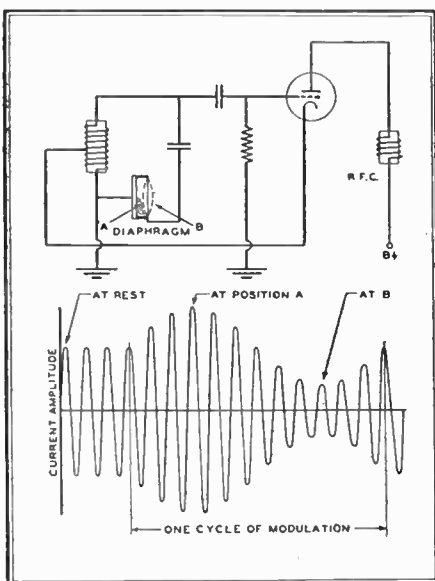 R.F.C.
A B
DIAPHRAGM
B+
AT REST
AT POSITION A
AT B
CURRENT AMPLITUDE
ONE CYCLE OF MODULATION